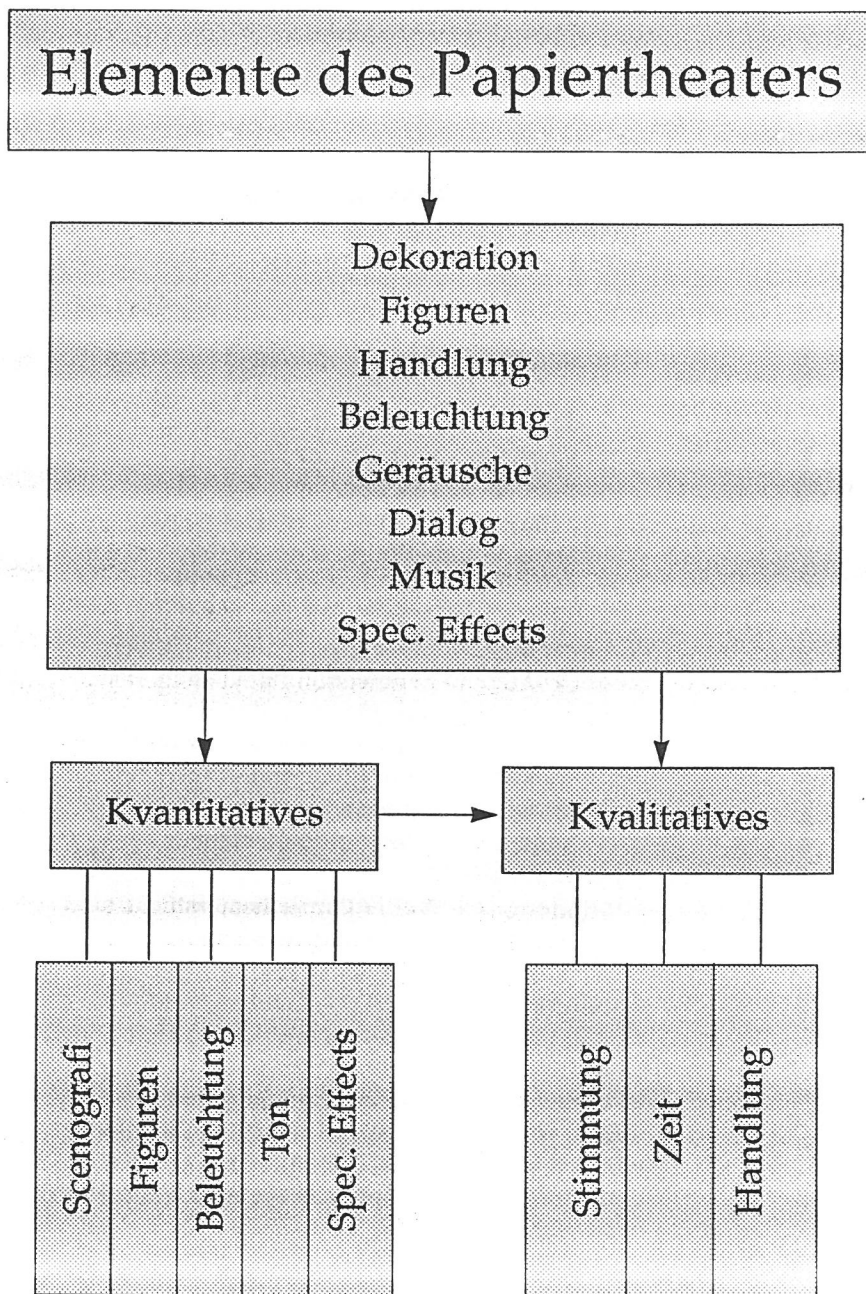 Elemente des Papiertheaters
Dekoration
Figuren
Handlung
Beleuchtung
Geräusche
Dialog
Musik
Spec. Effects
Kvantitatives
Kvalitatives
Scenografi
Figuren
Beleuchtung
Ton
Spec. Effects
Stimmung
Zeit
Handlung